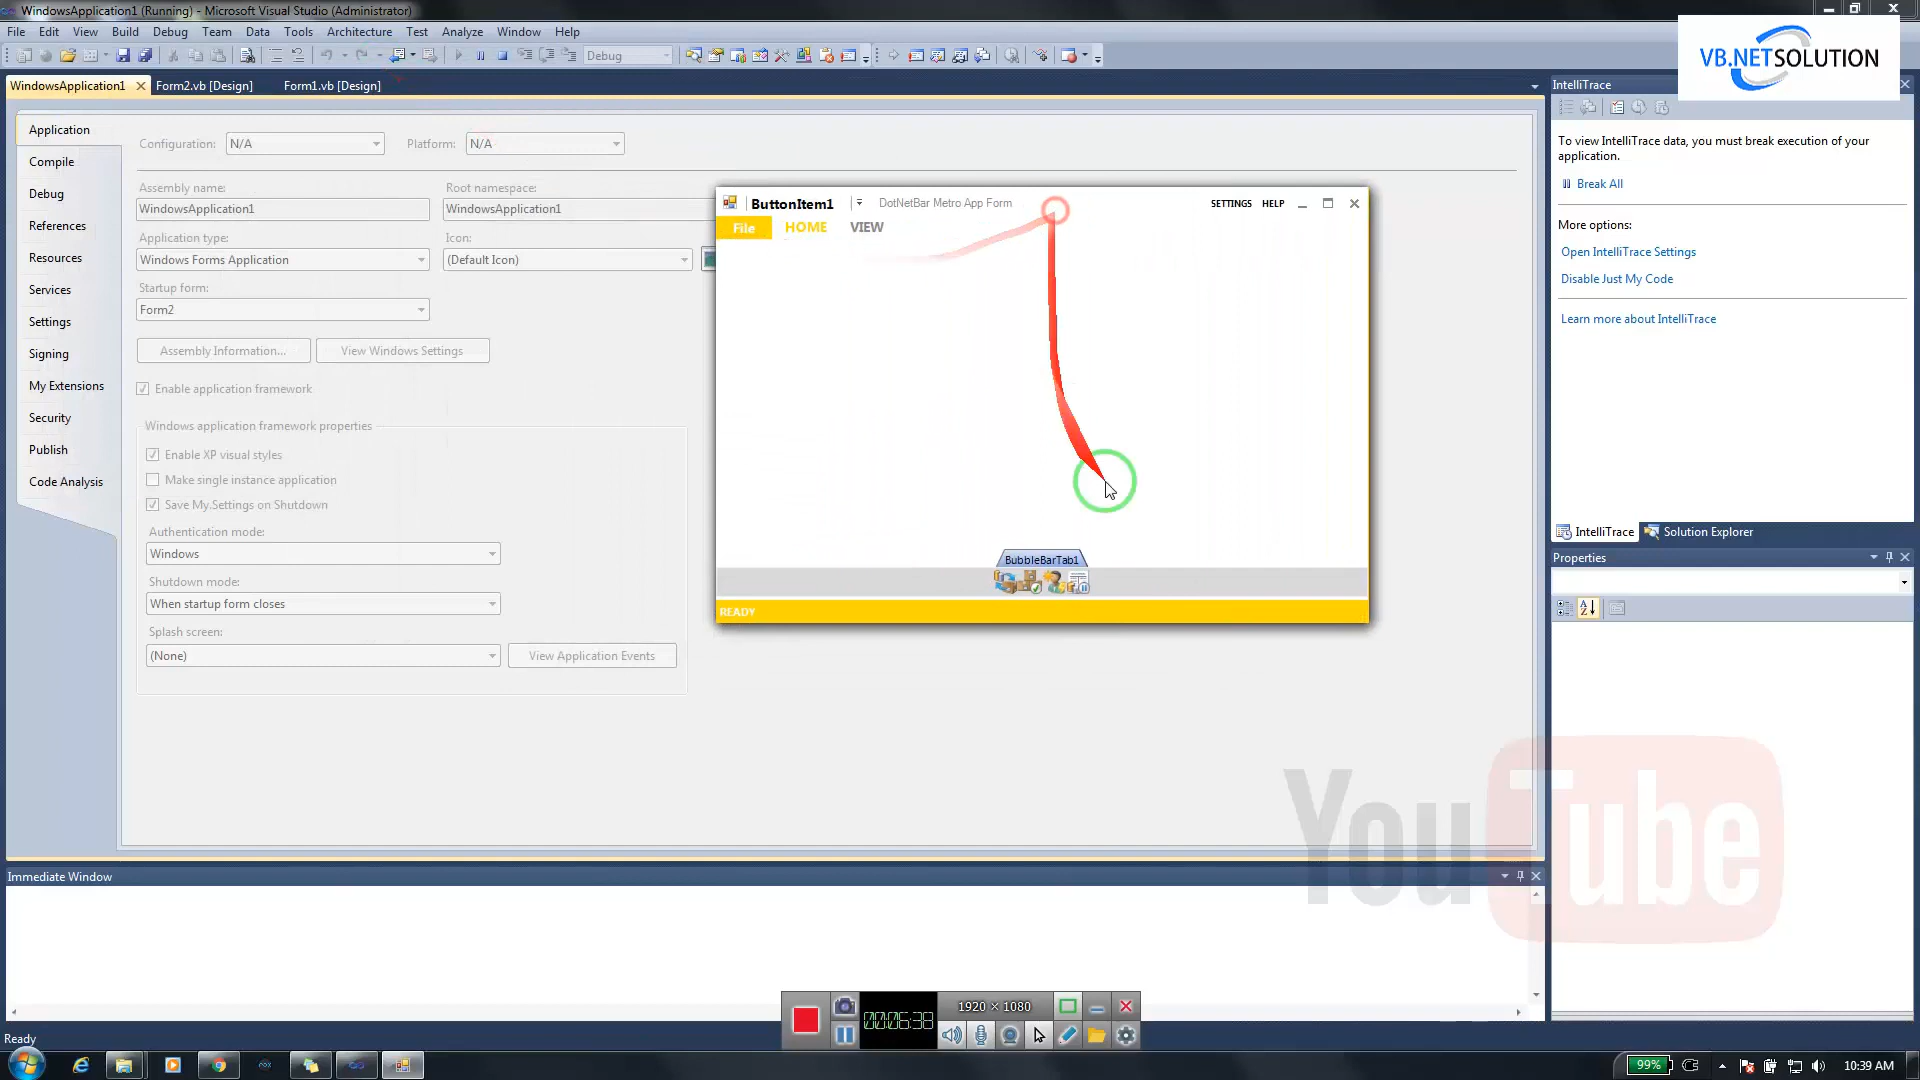 WindowsApplication1 (Running) - Microsoft Visual Studio (Administrator)
File Edit View Build Debug Team Data Tools Architecture Test Analyze Window Help
Debug
VB.NETSOLUTION
WindowsApplication1 Form2.vb [Design] Form1.vb [Design]
Application
Compile
Debug
References
Resources
Services
Settings
Signing
My Extensions
Security
Publish
Code Analysis
Configuration: N/A Platform: N/A
Assembly name: Root namespace:
WindowsApplication1 WindowsApplication1
Application type: Icon:
Windows Forms Application (Default Icon)
Startup form:
Form2
Assembly Information... View Windows Settings
Enable application framework
Windows application framework properties
Enable XP visual styles
Make single instance application
Save My.Settings on Shutdown
Authentication mode:
Windows
Shutdown mode:
When startup form closes
Splash screen:
(None) View Application Events
ButtonItem1 DotNetBar Metro App Form SETTINGS HELP
File HOME VIEW
BubbleBarTab1
READY
IntelliTrace
To view IntelliTrace data, you must break execution of your
application.
Break All
More options:
Open IntelliTrace Settings
Disable Just My Code
Learn more about IntelliTrace
IntelliTrace Solution Explorer
Properties
YouTube
Immediate Window
1920 × 1080
00:06:38
Ready
99% 10:39 AM